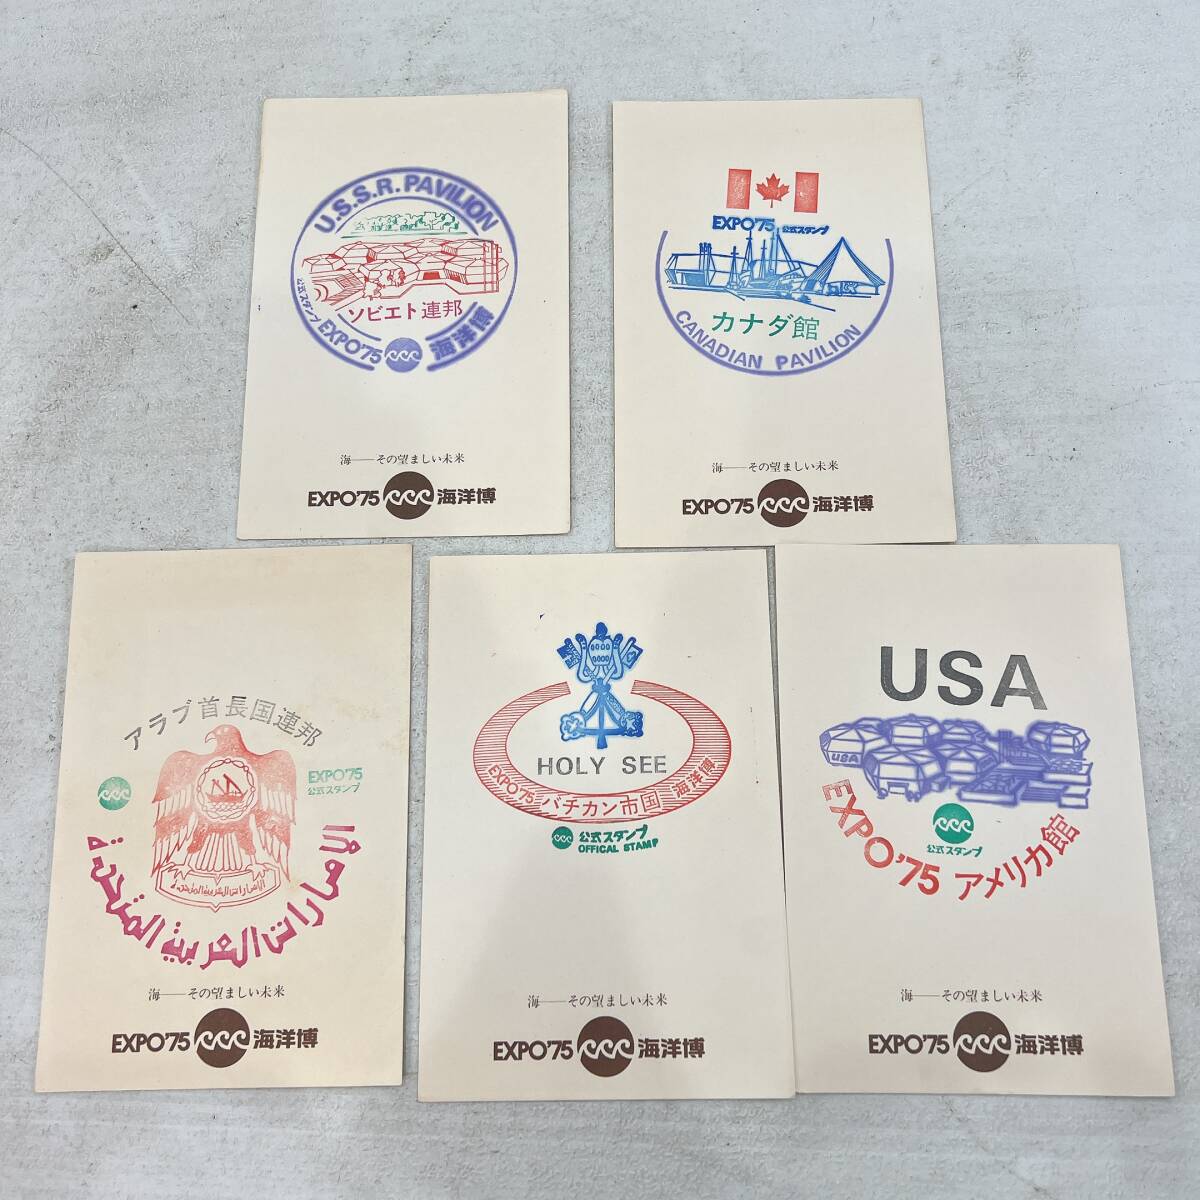 U.S.S.R. PAVILION
ソビエト連邦
公式スタンプ EXPO'75 海洋博
海——その望ましい未来
EXPO'75 海洋博
EXPO'75 公式スタンプ
カナダ館
CANADIAN PAVILION
海——その望ましい未来
EXPO'75 海洋博
アラブ首長国連邦
EXPO'75
公式スタンプ
الإمارات العربية المتحدة
الإمارات العربية المتحدة
海——その望ましい未来
EXPO'75 海洋博
HOLY SEE
EXPO'75 バチカン市国 海洋博
公式スタンプ
OFFICAL STAMP
海——その望ましい未来
EXPO'75 海洋博
USA
USA
公式スタンプ
EXPO'75 アメリカ館
海——その望ましい未来
EXPO'75 海洋博